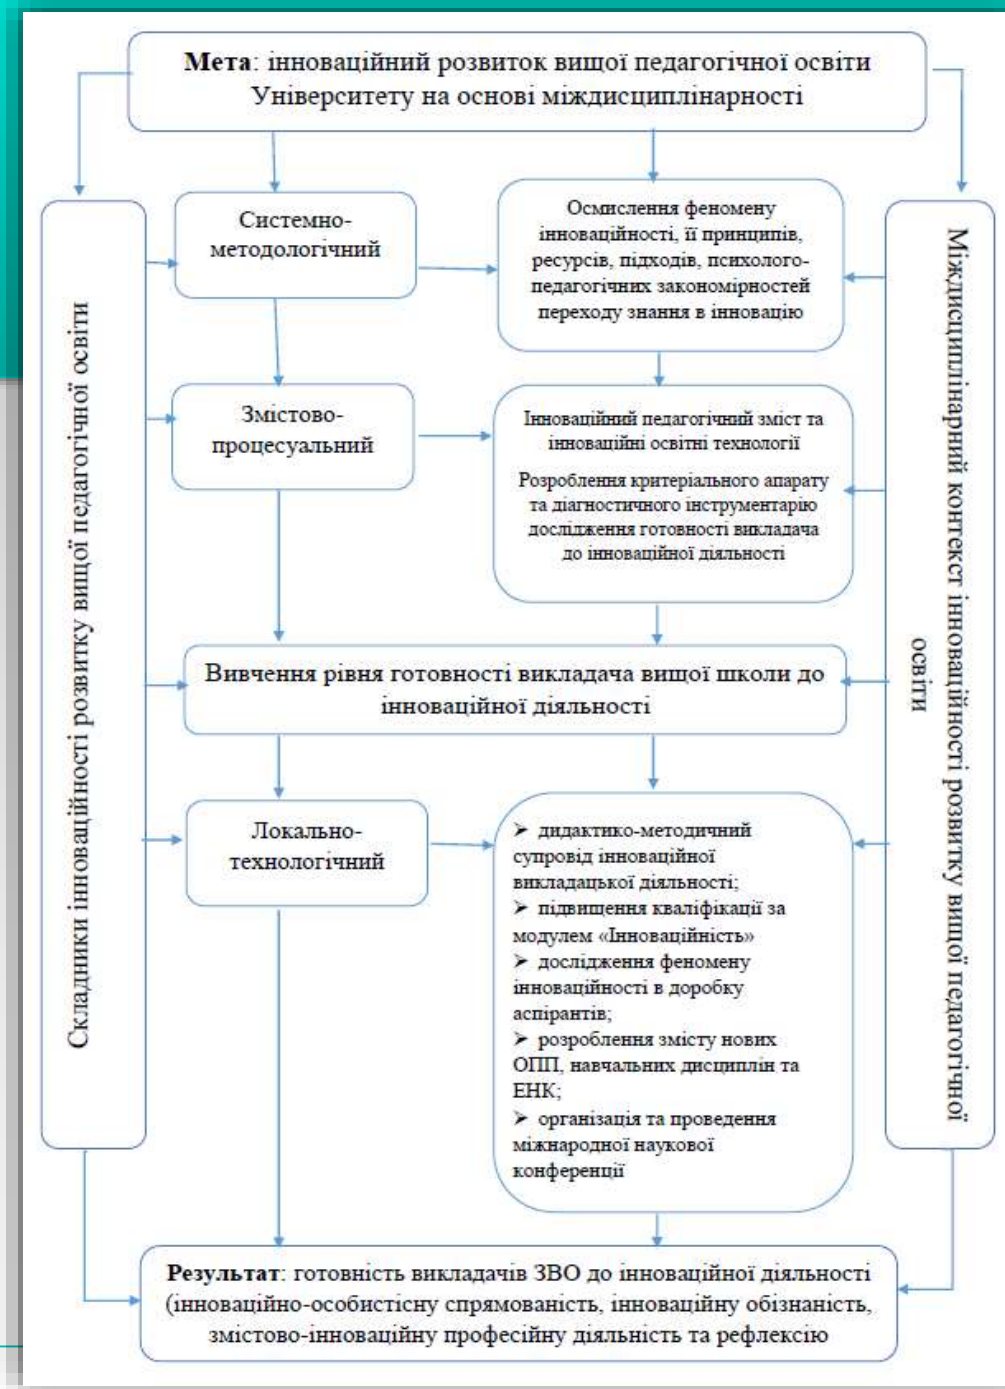 Мета: інноваційний розвиток вищої педагогічної освіти
Університету на основі міждисциплінарності
Складники інноваційності розвитку вищої педагогічної освіти
Системно-
методологічний
Осмислення феномену
інноваційності, її принципів,
ресурсів, підходів, психолого-
педагогічних закономірностей
переходу знання в інновацію
Змістово-
процесуальний
Інноваційний педагогічний зміст та
інноваційні освітні технології
Розроблення критеріального апарату
та діагностичного інструментарію
дослідження готовності викладача
до інноваційної діяльності
Вивчення рівня готовності викладача вищої школи до
інноваційної діяльності
Локально-
технологічний
➢ дидактико-методичний
супровід інноваційної
викладацької діяльності;
➢ підвищення кваліфікації за
модулем «Інноваційність»
➢ дослідження феномену
інноваційності в доробку
аспірантів;
➢ розроблення змісту нових
ОПП, навчальних дисциплін та
ЕНК;
➢ організація та проведення
міжнародної наукової
конференції
Міждисциплінарний контекст інноваційності розвитку вищої педагогічної
освіти
Результат: готовність викладачів ЗВО до інноваційної діяльності
(інноваційно-особистісну спрямованість, інноваційну обізнаність,
змістово-інноваційну професійну діяльність та рефлексію